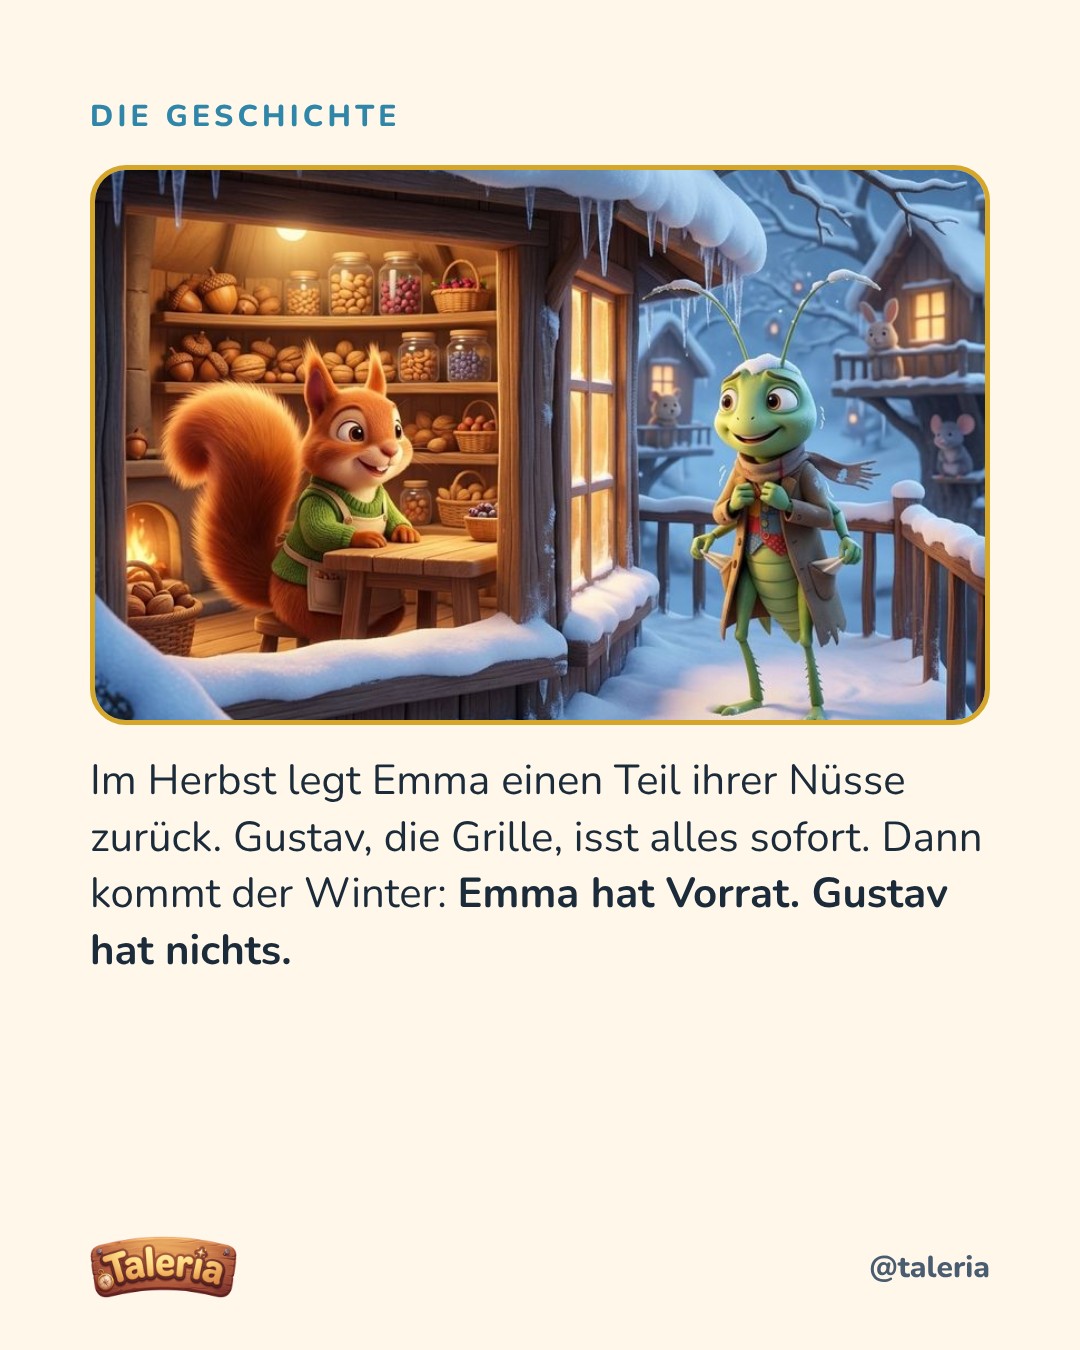 DIE GESCHICHTE
Im Herbst legt Emma einen Teil ihrer Nüsse
zurück. Gustav, die Grille, isst alles sofort. Dann
kommt der Winter: Emma hat Vorrat. Gustav
hat nichts.
Taleria
@taleria